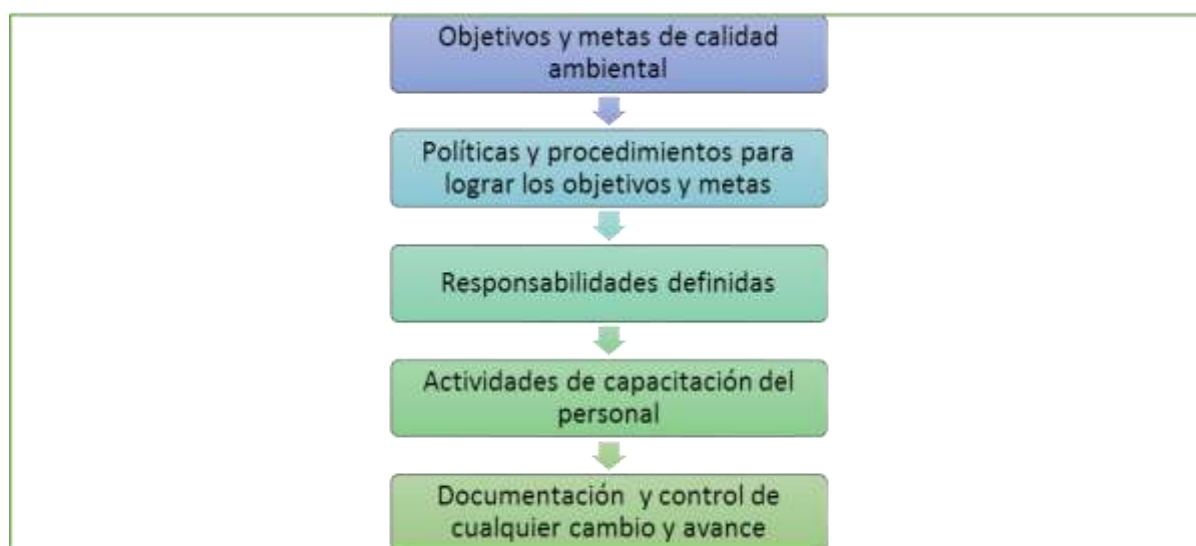 Objetivos y metas de calidad
ambiental
Políticas y procedimientos para
lograr los objetivos y metas
Responsabilidades definidas
Actividades de capacitación del
personal
Documentación y control de
cualquier cambio y avance